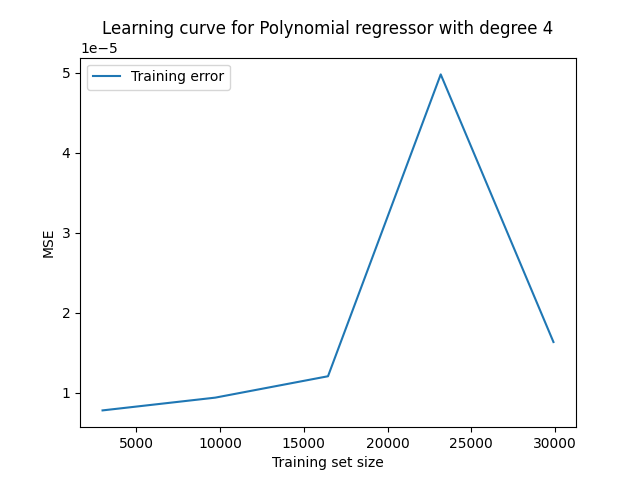 Learning curve for Polynomial regressor with degree 4
1e−5
Training error
5
4
3
2
1
MSE
5000 10000 15000 20000 25000 30000
Training set size